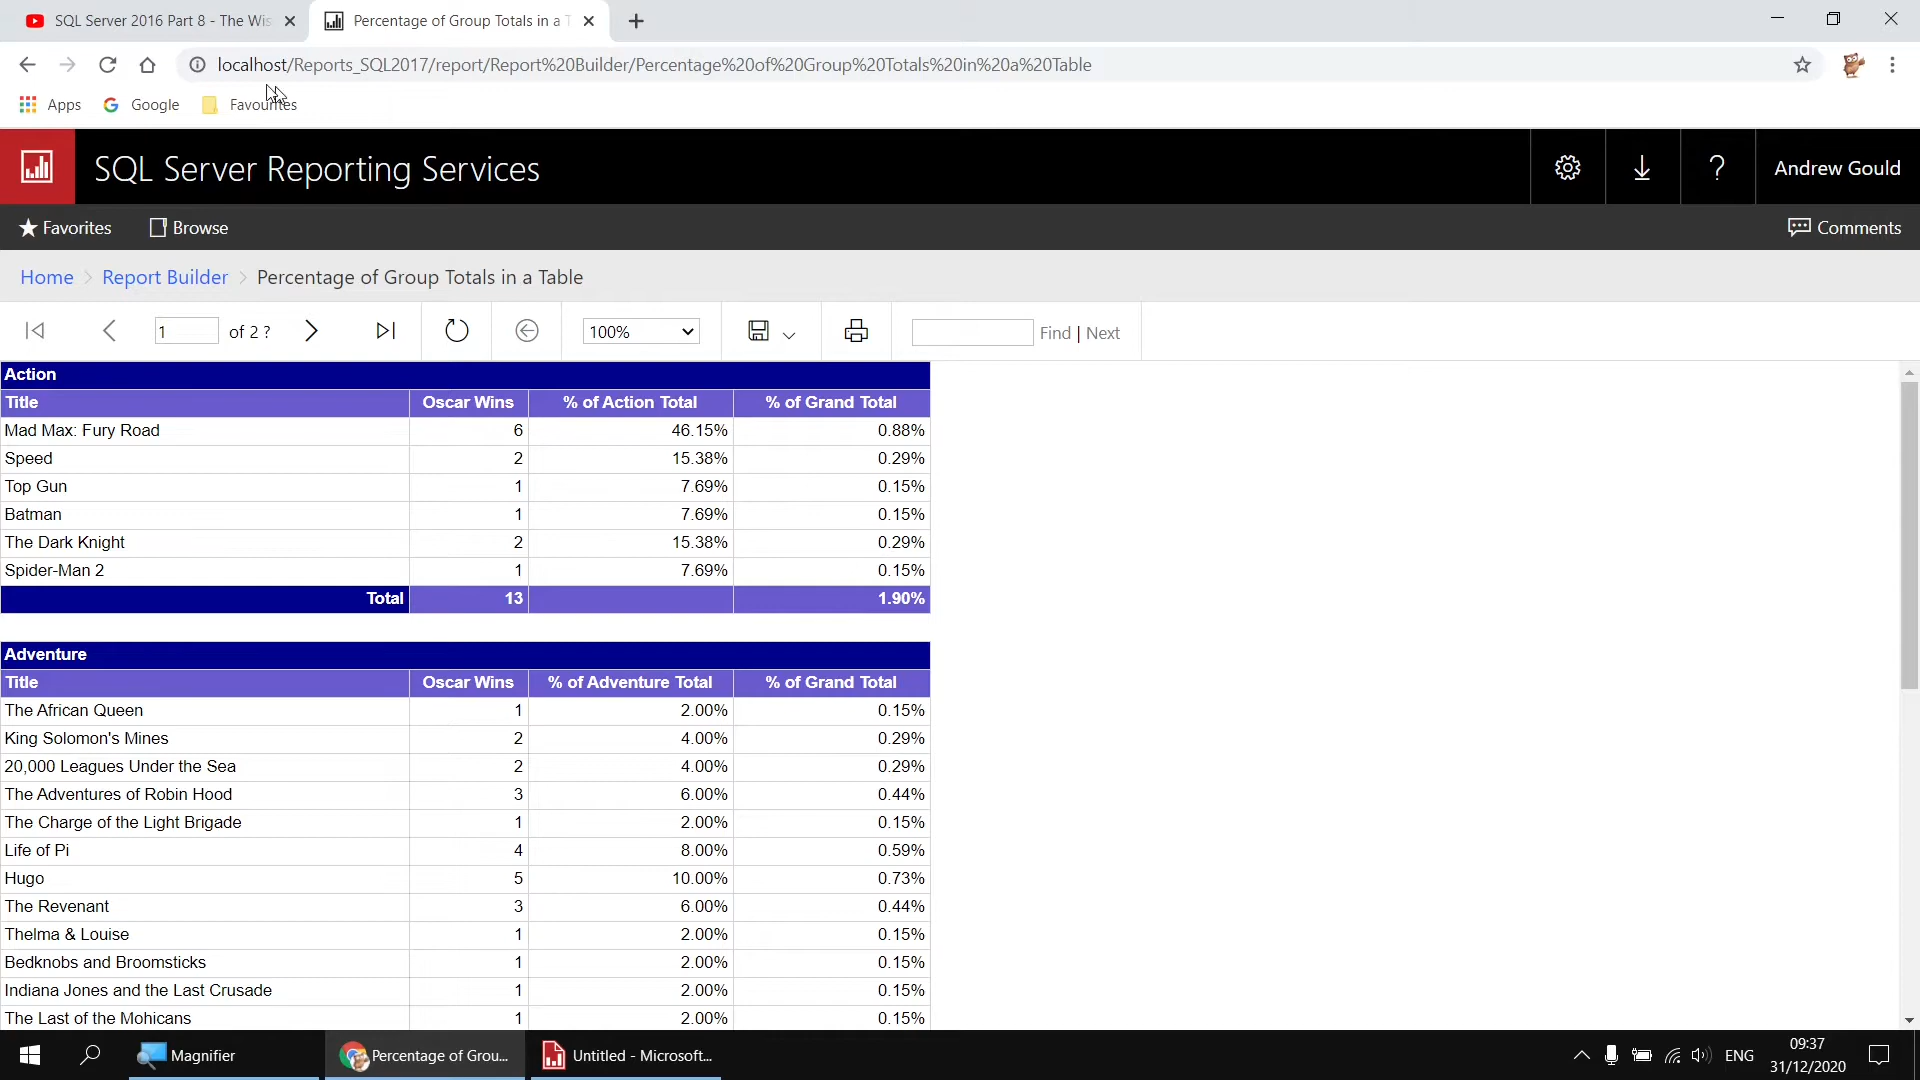 SQL Server 2016 Part 8 - The Wis
Percentage of Group Totals in a T
localhost/Reports_SQL2017/report/Report%20Builder/Percentage%20of%20Group%20Totals%20in%20a%20Table
Apps Google Favourites
SQL Server Reporting Services
? Andrew Gould
Favorites Browse Comments
Home > Report Builder > Percentage of Group Totals in a Table
1 of 2 ? 100% Find | Next
Action
Title Oscar Wins % of Action Total % of Grand Total
Mad Max: Fury Road 6 46.15% 0.88%
Speed 2 15.38% 0.29%
Top Gun 1 7.69% 0.15%
Batman 1 7.69% 0.15%
The Dark Knight 2 15.38% 0.29%
Spider-Man 2 1 7.69% 0.15%
Total 13 1.90%
Adventure
Title Oscar Wins % of Adventure Total % of Grand Total
The African Queen 1 2.00% 0.15%
King Solomon's Mines 2 4.00% 0.29%
20,000 Leagues Under the Sea 2 4.00% 0.29%
The Adventures of Robin Hood 3 6.00% 0.44%
The Charge of the Light Brigade 1 2.00% 0.15%
Life of Pi 4 8.00% 0.59%
Hugo 5 10.00% 0.73%
The Revenant 3 6.00% 0.44%
Thelma & Louise 1 2.00% 0.15%
Bedknobs and Broomsticks 1 2.00% 0.15%
Indiana Jones and the Last Crusade 1 2.00% 0.15%
The Last of the Mohicans 1 2.00% 0.15%
Magnifier Percentage of Grou... Untitled - Microsoft... ENG 09:37
31/12/2020